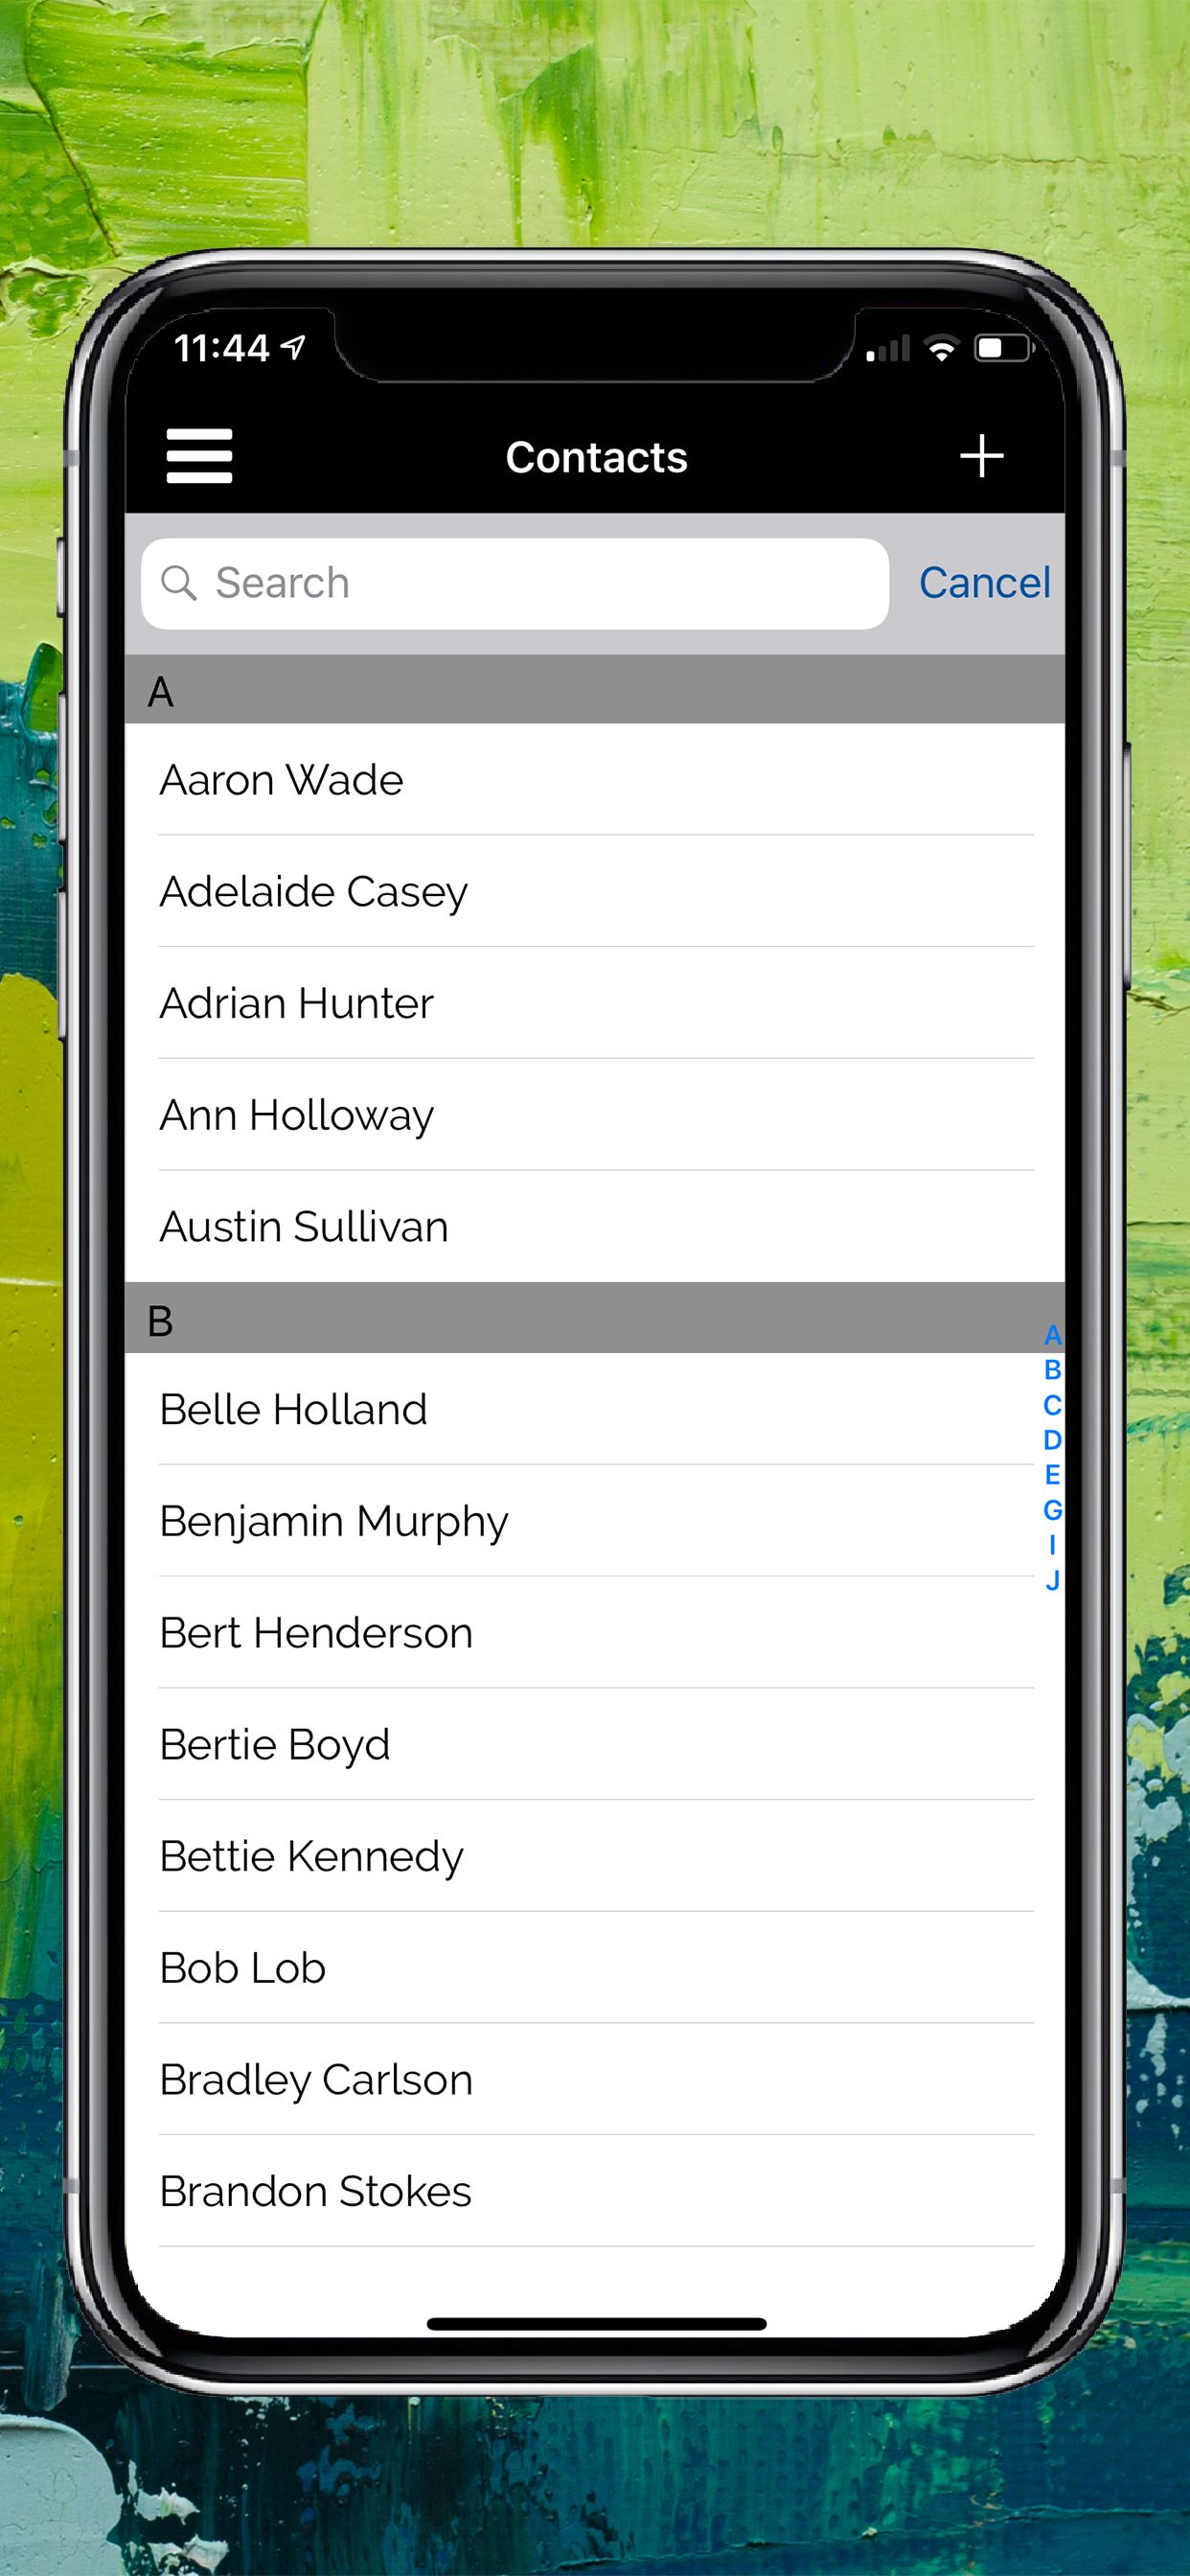 11:44
Contacts
Search
Cancel
A
Aaron Wade
Adelaide Casey
Adrian Hunter
Ann Holloway
Austin Sullivan
B
Belle Holland
Benjamin Murphy
Bert Henderson
Bertie Boyd
Bettie Kennedy
Bob Lob
Bradley Carlson
Brandon Stokes
A
B
C
D
E
G
I
J